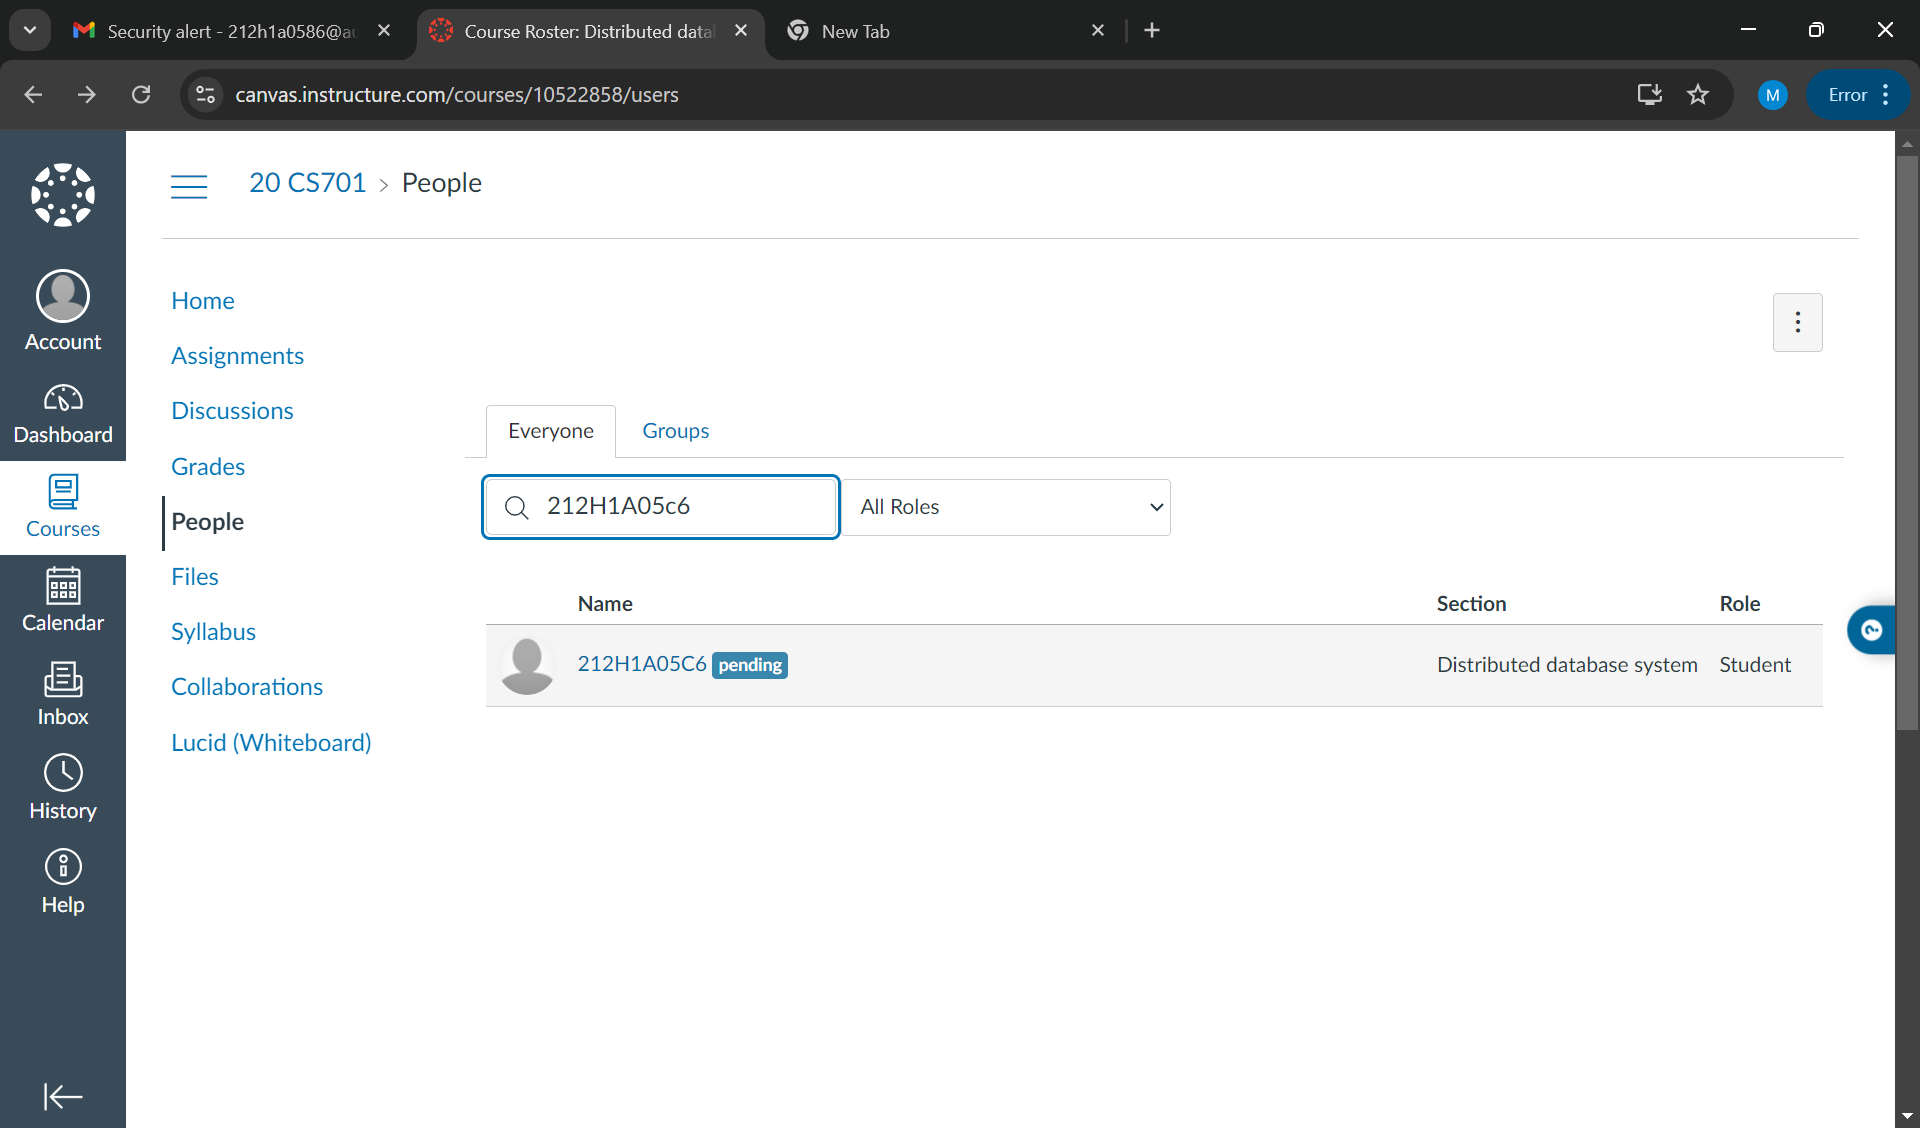 Security alert - 212h1a0586@au
Course Roster: Distributed datal
New Tab
canvas.instructure.com/courses/10522858/users
M
Error
20 CS701 > People
Account
Dashboard
Courses
Calendar
Inbox
History
Help
Home
Assignments
Discussions
Grades
People
Files
Syllabus
Collaborations
Lucid (Whiteboard)
Everyone
Groups
212H1A05c6
All Roles
Name Section Role
212H1A05C6 pending Distributed database system Student